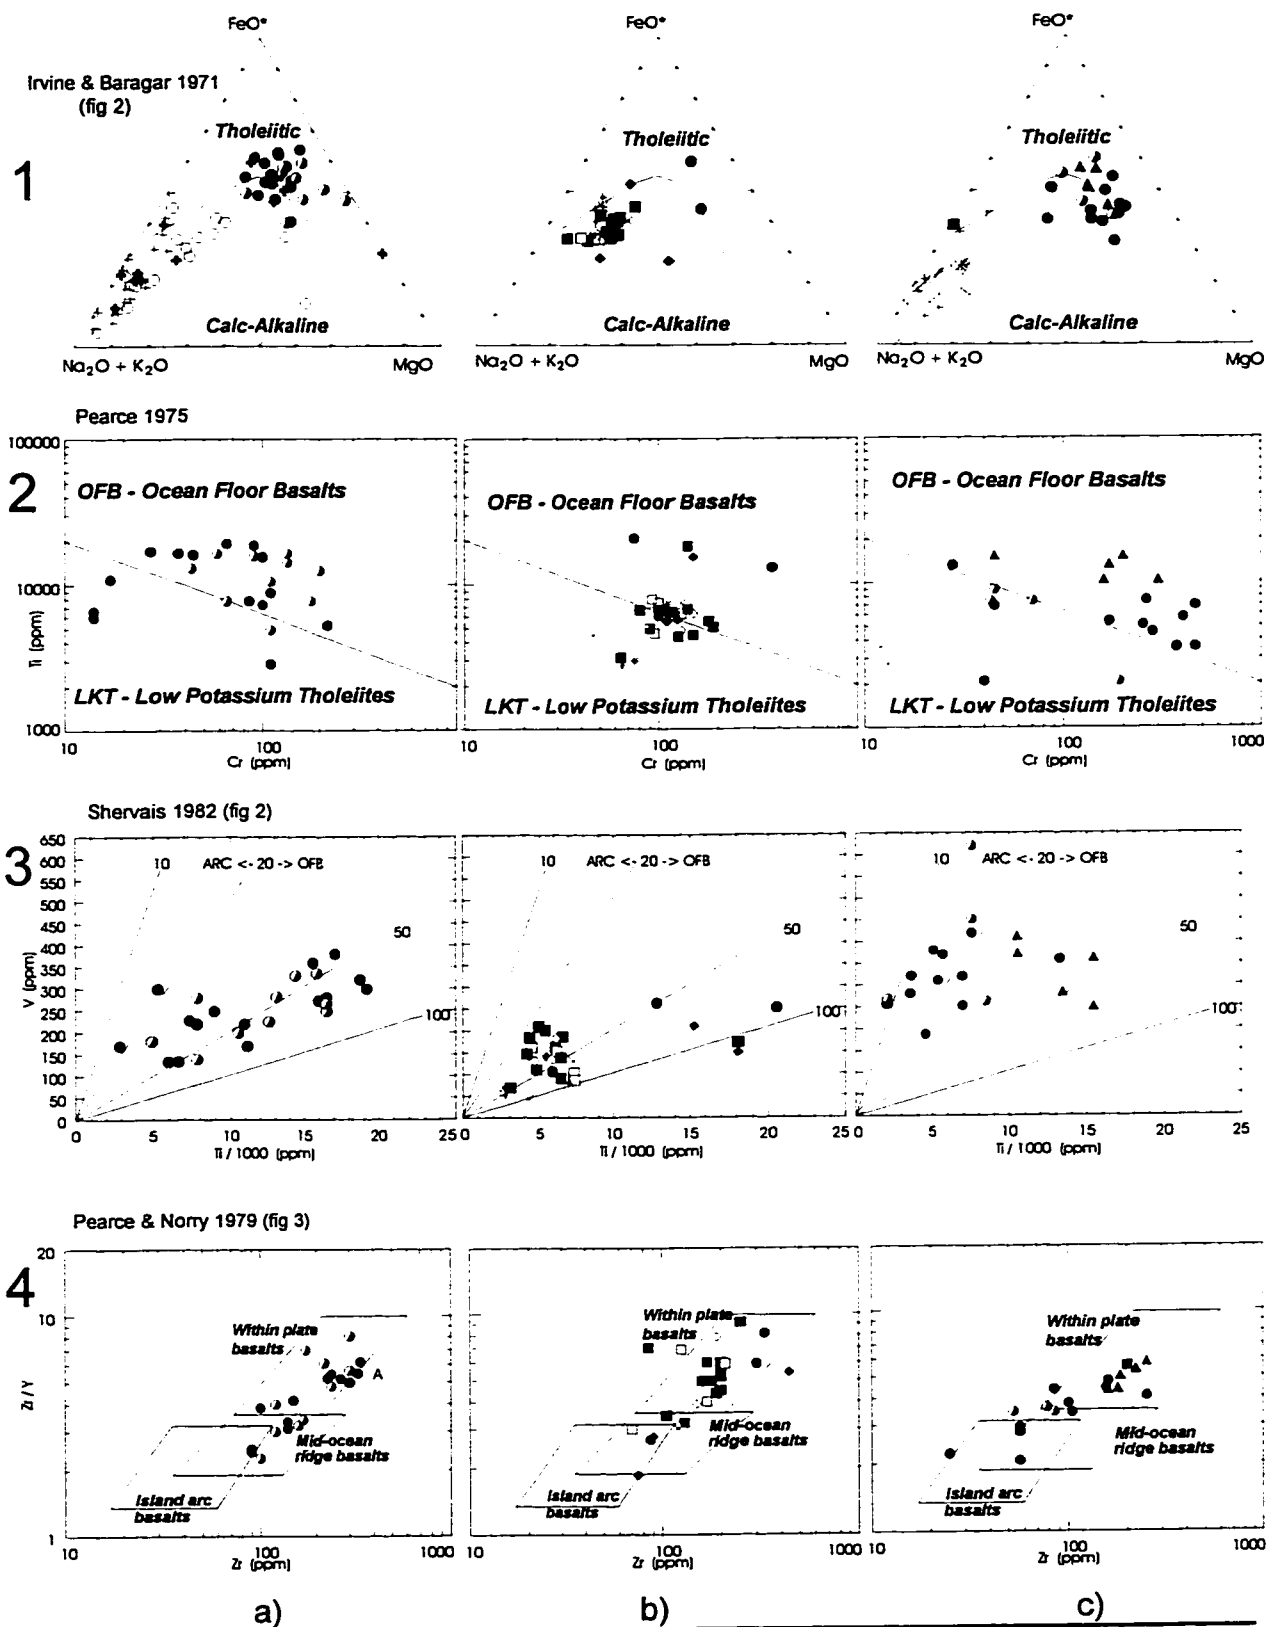 FeO* FeO* FeO*
Irvine & Baragar 1971
(fig 2)
Tholeiitic Tholeiitic Tholeiitic
1
Calc-Alkaline Calc-Alkaline Calc-Alkaline
Na₂O + K₂O MgO Na₂O + K₂O MgO Na₂O + K₂O MgO
Pearce 1975
100000
2
OFB - Ocean Floor Basalts OFB - Ocean Floor Basalts OFB - Ocean Floor Basalts
10000
Ti (ppm)
LKT - Low Potassium Tholeiites LKT - Low Potassium Tholeiites LKT - Low Potassium Tholeiites
1000
10 100 10 100 10 100 1000
Cr (ppm) Cr (ppm) Cr (ppm)
Shervais 1982 (fig 2)
3
650
600
550
500
450
400
350
300
250
200
150
100
50
0
V (ppm)
10 ARC <- 20 -> OFB 10 ARC <- 20 -> OFB 10 ARC <- 20 -> OFB
50 50 50
100 100 100
0 5 10 15 20 25 0 5 10 15 20 25 0 5 10 15 20 25
Ti / 1000 (ppm) Ti / 1000 (ppm) Ti / 1000 (ppm)
Pearce & Norry 1979 (fig 3)
20
4
10
Within plate basalts Within plate basalts Within plate basalts
A
Zr / Y
Mid-ocean ridge basalts Mid-ocean ridge basalts Mid-ocean ridge basalts
Island arc basalts Island arc basalts Island arc basalts
1
10 100 1000 10 100 1000 10 100 1000
Zr (ppm) Zr (ppm) Zr (ppm)
a) b) c)